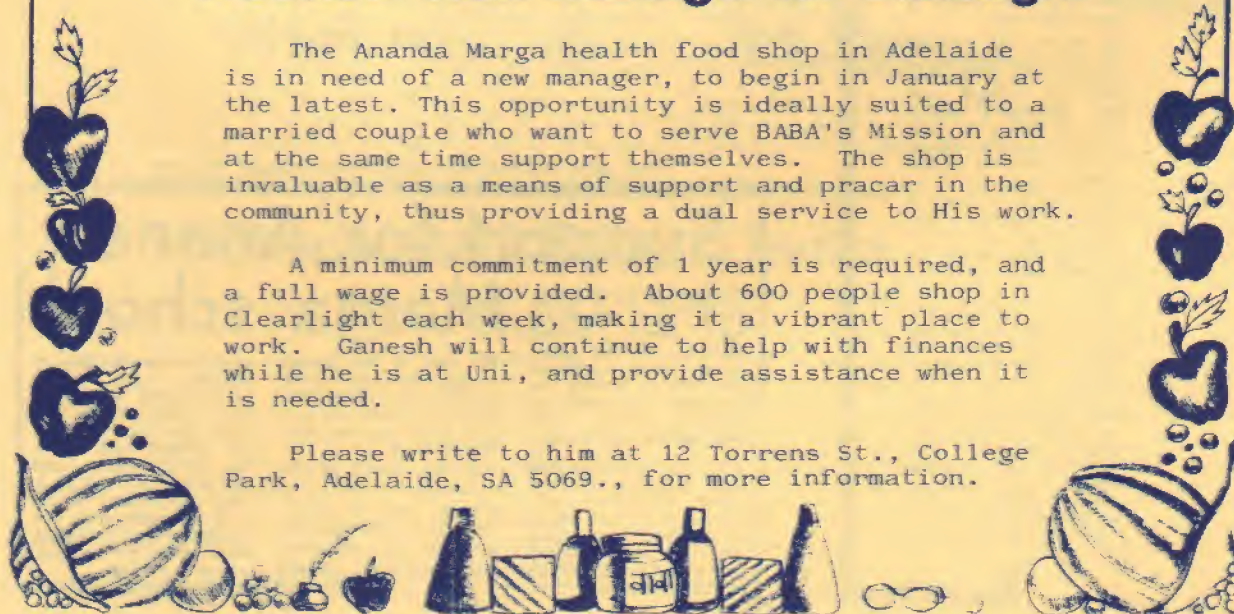 The Ananda Marga health food shop in Adelaide
is in need of a new manager, to begin in January at
the latest. This opportunity is ideally suited to a
married couple who want to serve BABA's Mission and
at the same time support themselves. The shop is
invaluable as a means of support and pracar in the
community, thus providing a dual service to His work.
A minimum commitment of 1 year is required, and
a full wage is provided. About 600 people shop in
Clearlight each week, making it a vibrant place to
work. Ganesh will continue to help with finances
while he is at Uni, and provide assistance when it
is needed.
Please write to him at 12 Torrens St., College
Park, Adelaide, SA 5069., for more information.
बाबा